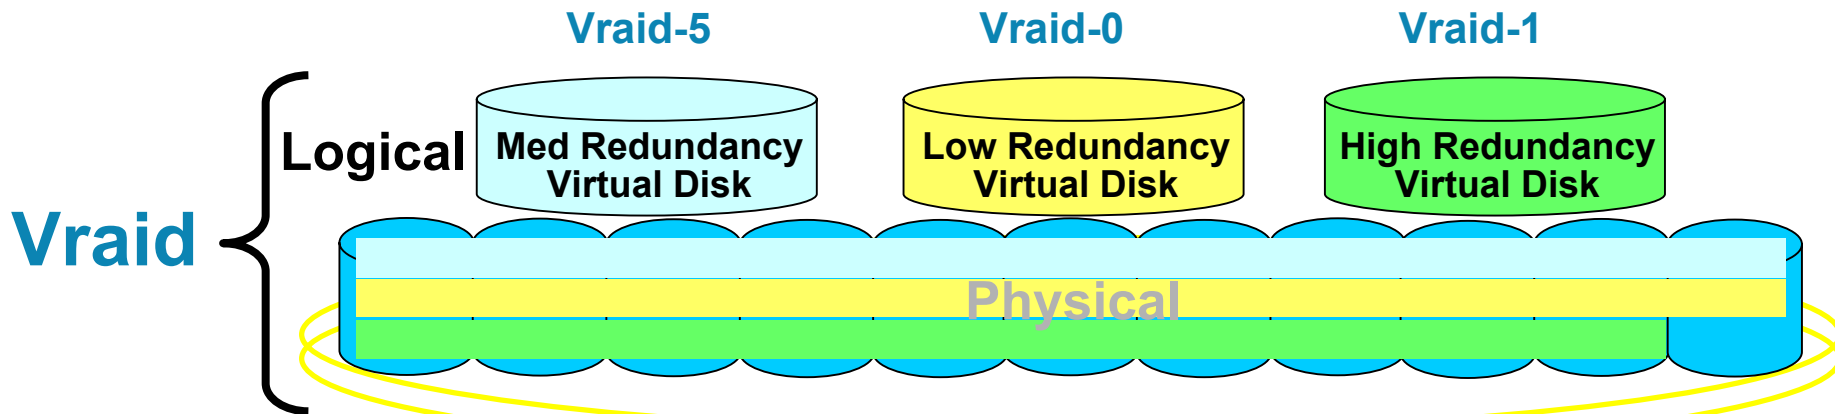 Vraid-5 Vraid-0 Vraid-1
Logical
Med Redundancy
Virtual Disk
Low Redundancy
Virtual Disk
High Redundancy
Virtual Disk
Vraid
Physical